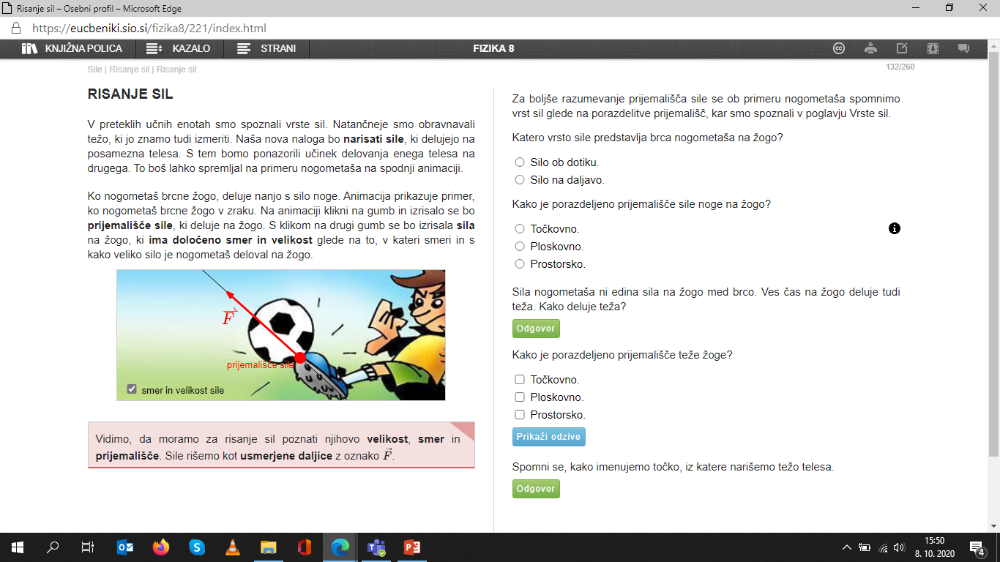 Risanje sil – Osebni profil – Microsoft Edge
https://eucbeniki.sio.si/fizika8/221/index.html
KNJIŽNA POLICA
KAZALO
STRANI
FIZIKA 8
cc
Sile | Risanje sil | Risanje sil
132/260
RISANJE SIL
V preteklih učnih enotah smo spoznali vrste sil. Natančneje smo obravnavali
težo, ki jo znamo tudi izmeriti. Naša nova naloga bo narisati sile, ki delujejo na
posamezna telesa. S tem bomo ponazorili učinek delovanja enega telesa na
drugega. To boš lahko spremljal na primeru nogometaša na spodnji animaciji.
Ko nogometaš brcne žogo, deluje nanjo s silo noge. Animacija prikazuje primer,
ko nogometaš brcne žogo v zraku. Na animaciji klikni na gumb in izrisalo se bo
prijemališče sile, ki deluje na žogo. S klikom na drugi gumb se bo izrisala sila
na žogo, ki ima določeno smer in velikost glede na to, v kateri smeri in s
kako veliko silo je nogometaš deloval na žogo.
F
prijemališče sile
smer in velikost sile
Vidimo, da moramo za risanje sil poznati njihovo velikost, smer in
prijemališče. Sile rišemo kot usmerjene daljice z oznako F⃗.
Za boljše razumevanje prijemališča sile se ob primeru nogometaša spomnimo
vrst sil glede na porazdelitve prijemališč, kar smo spoznali v poglavju Vrste sil.
Katero vrsto sile predstavlja brca nogometaša na žogo?
Silo ob dotiku.
Silo na daljavo.
Kako je porazdeljeno prijemališče sile noge na žogo?
Točkovno.
Ploskovno.
Prostorsko.
Sila nogometaša ni edina sila na žogo med brco. Ves čas na žogo deluje tudi
teža. Kako deluje teža?
Odgovor
Kako je porazdeljeno prijemališče teže žoge?
Točkovno.
Ploskovno.
Prostorsko.
Prikaži odzive
Spomni se, kako imenujemo točko, iz katere narišemo težo telesa.
Odgovor
15:50
8. 10. 2020
4